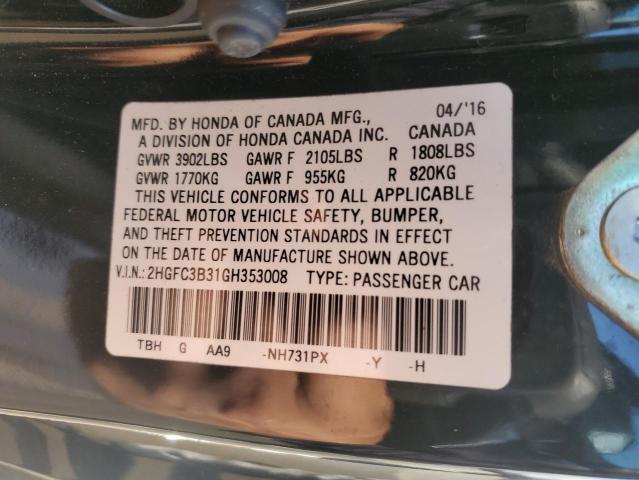 MFD. BY HONDA OF CANADA MFG., 04/'16
A DIVISION OF HONDA CANADA INC. CANADA
GVWR 3902LBS GAWR F 2105LBS R 1808LBS
GVWR 1770KG GAWR F 955KG R 820KG
THIS VEHICLE CONFORMS TO ALL APPLICABLE
FEDERAL MOTOR VEHICLE SAFETY, BUMPER,
AND THEFT PREVENTION STANDARDS IN EFFECT
ON THE DATE OF MANUFACTURE SHOWN ABOVE.
V.I.N.:2HGFC3B31GH353008 TYPE: PASSENGER CAR
TBH G AA9 -NH731PX -Y -H